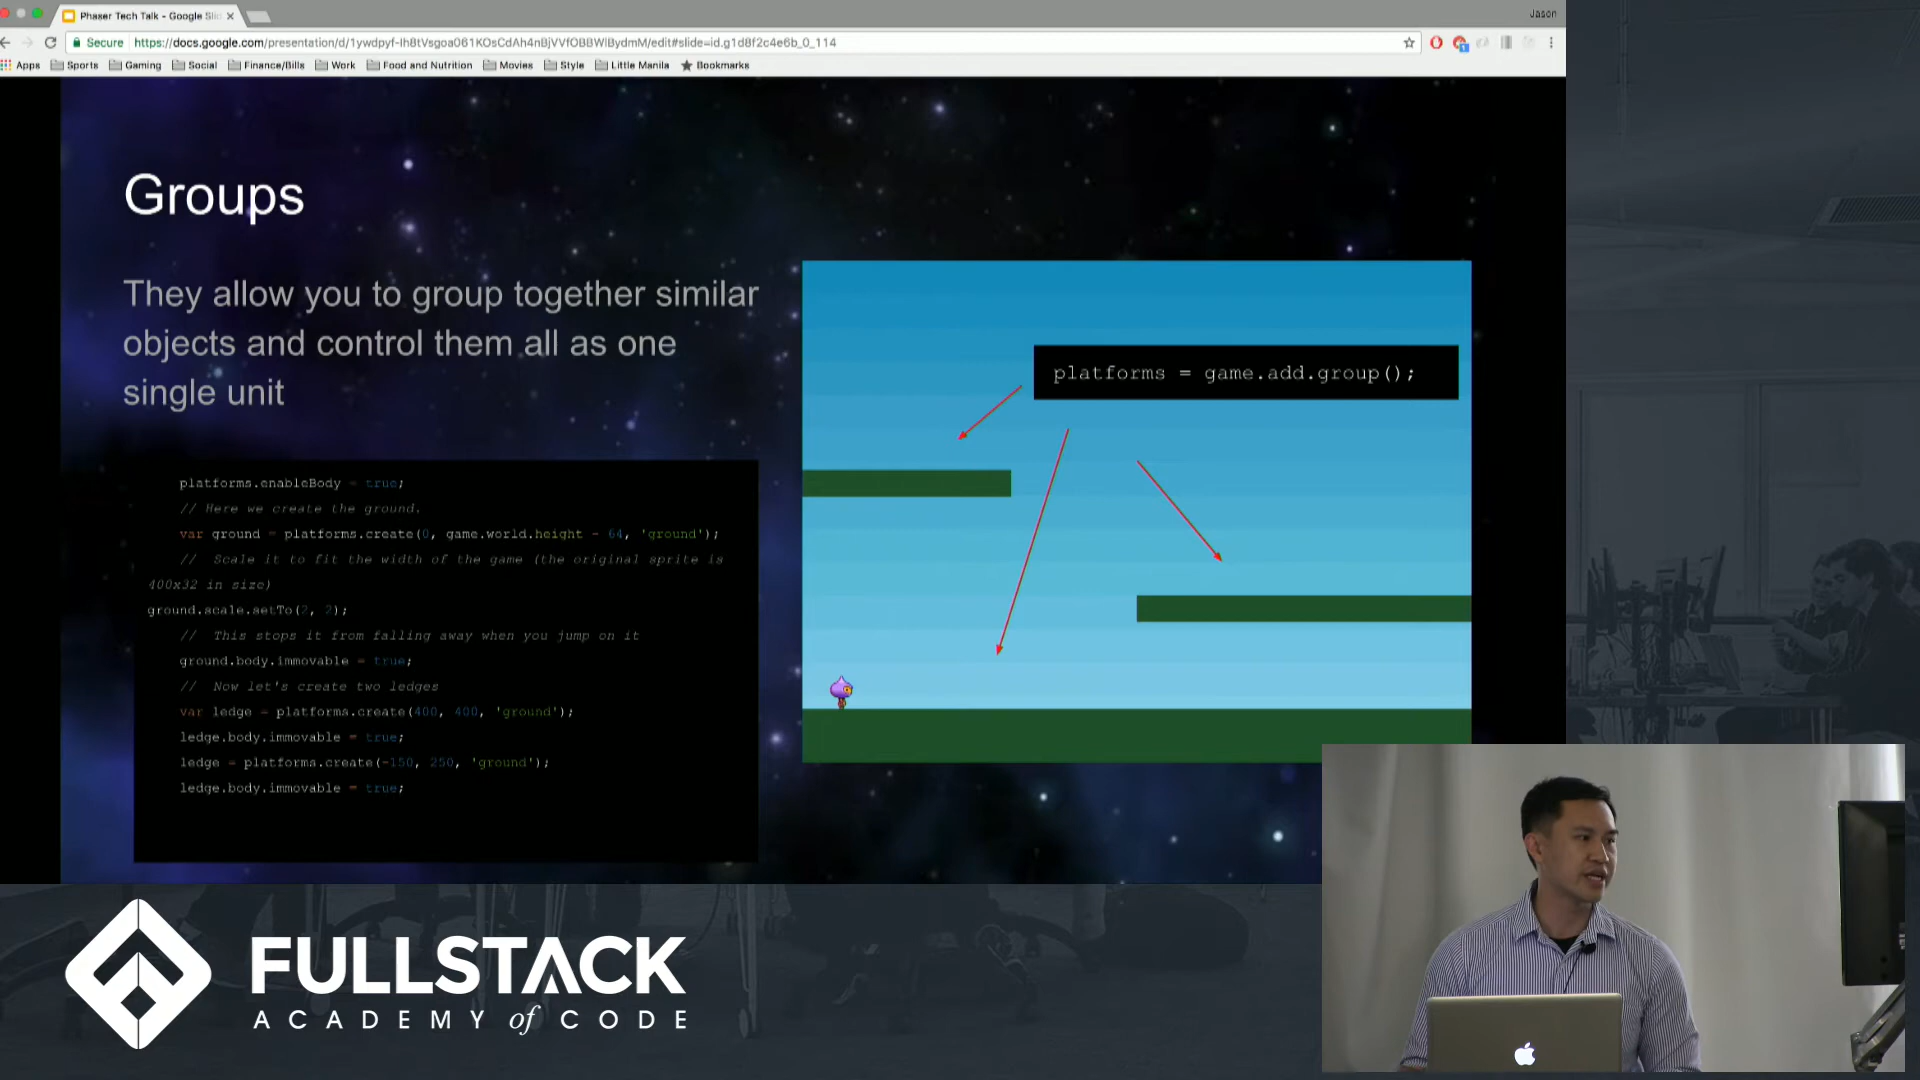 Phaser Tech Talk - Google Sli
Jason
Secure https://docs.google.com/presentation/d/1ywdpyf-Ih8tVsgoa061KOsCdAh4nBjVVfOBBWlBydmM/edit#slide=id.g1d8f2c4e6b_0_114
Apps Sports Gaming Social Finance/Bills Work Food and Nutrition Movies Style Little Manila Bookmarks
Groups
They allow you to group together similar
objects and control them all as one
single unit
platforms = game.add.group();
platforms.enableBody = true;
// Here we create the ground.
var ground = platforms.create(0, game.world.height - 64, 'ground');
// Scale it to fit the width of the game (the original sprite is
400x32 in size)
ground.scale.setTo(2, 2);
// This stops it from falling away when you jump on it
ground.body.immovable = true;
// Now let's create two ledges
var ledge = platforms.create(400, 400, 'ground');
ledge.body.immovable = true;
ledge = platforms.create(-150, 250, 'ground');
ledge.body.immovable = true;
FULLSTACK
ACADEMY of CODE